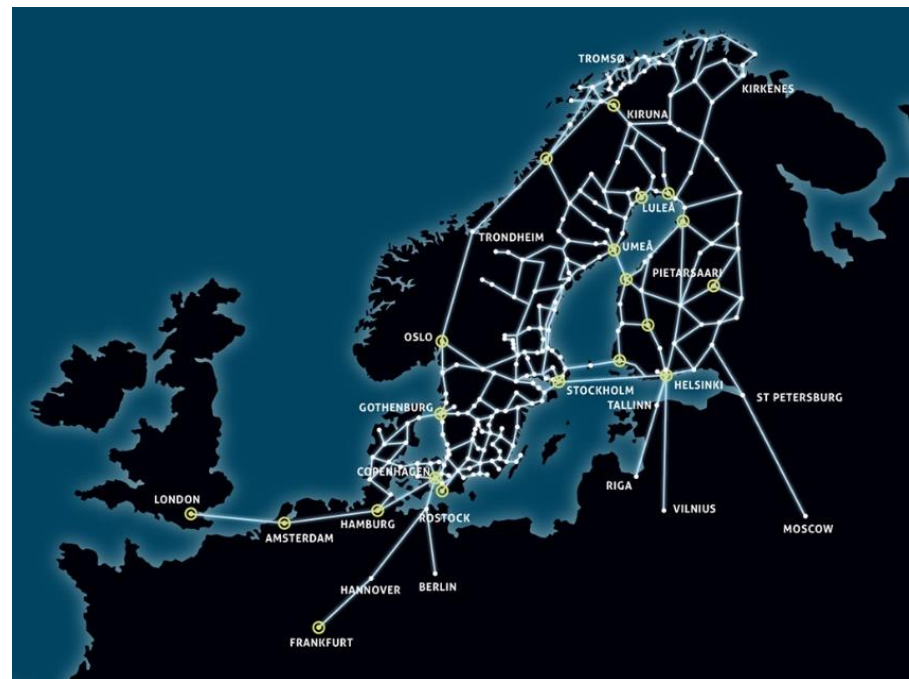 TROMSØ
KIRKENES
KIRUNA
LULEÅ
TRONDHEIM
UMEÅ
PIETARSAARI
OSLO
STOCKHOLM
HELSINKI
ST PETERSBURG
GOTHENBURG
TALLINN
COPENHAGEN
RIGA
LONDON
VILNIUS
HAMBURG
ROSTOCK
MOSCOW
AMSTERDAM
HANNOVER
BERLIN
FRANKFURT